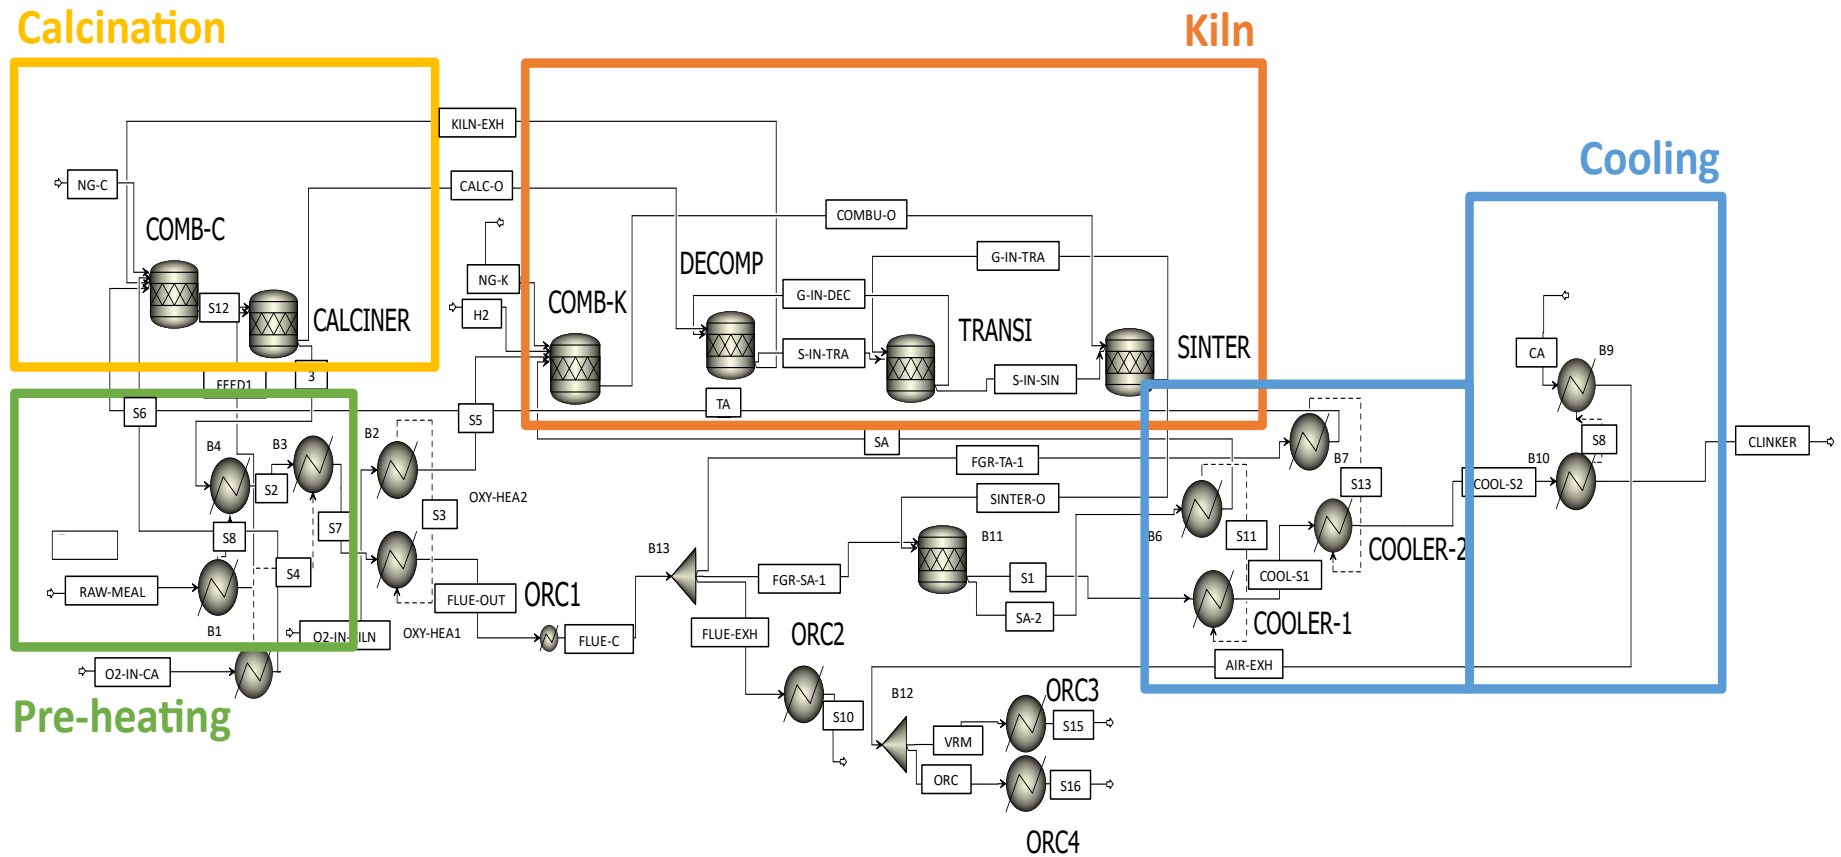 Calcination
Kiln
Cooling
KILN-EXH
NG-C
CALC-O
COMBU-O
COMB-C
DECOMP
G-IN-TRA
NG-K
G-IN-DEC
S12
H2
COMB-K
CALCINER
TRANSI
SINTER
CA
B9
S-IN-TRA
3
S-IN-SIN
FEED1
S6
S5
TA
SA
B4
B3
B2
B7
S8
CLINKER
FGR-TA-1
B10
S2
OXY-HEA2
SINTER-O
S13
COOL-S2
S7
S3
S8
B13
B11
B6
S11
COOLER-2
S4
RAW-MEAL
FGR-SA-1
S1
COOL-S1
FLUE-OUT
ORC1
SA-2
COOLER-1
B1
O2-IN-KILN
OXY-HEA1
FLUE-C
FLUE-EXH
ORC2
O2-IN-CA
AIR-EXH
Pre-heating
B12
ORC3
S10
VRM
S15
ORC
S16
ORC4